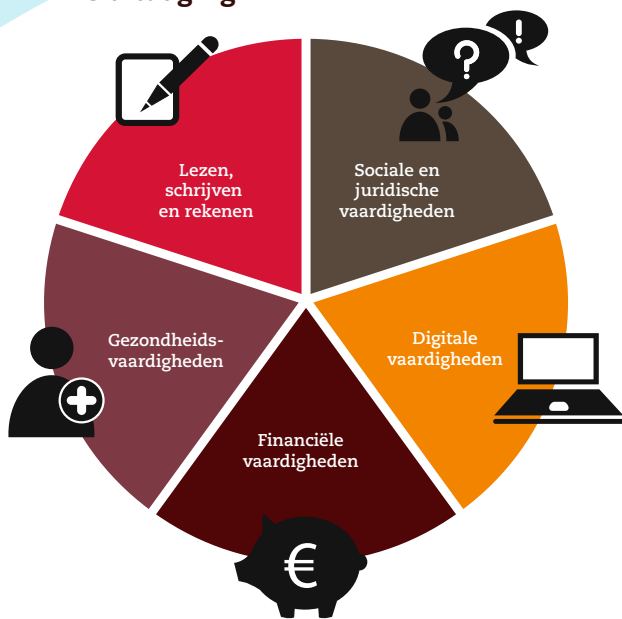 Lezen,
schrijven
en rekenen
Sociale en
juridische
vaardigheden
Gezondheids-
vaardigheden
Digitale
vaardigheden
Financiële
vaardigheden
€